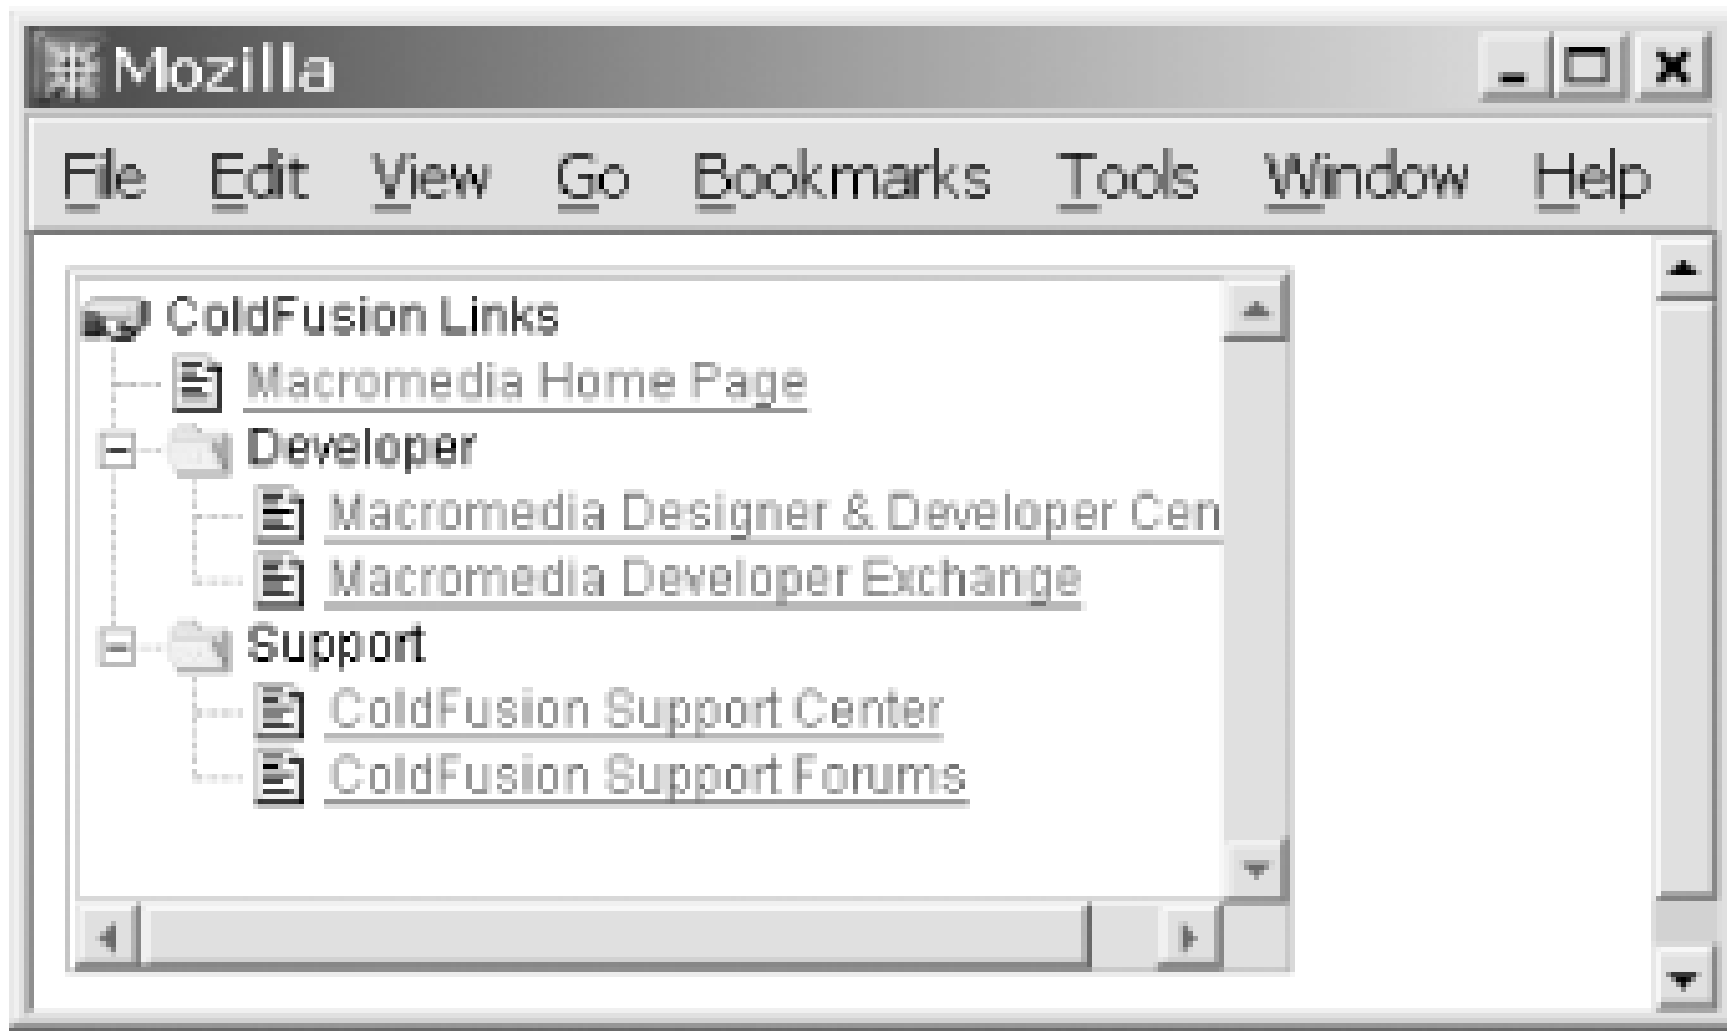 Mozilla
File Edit View Go Bookmarks Tools Window Help
ColdFusion Links
Macromedia Home Page
Developer
Macromedia Designer & Developer Cen
Macromedia Developer Exchange
Support
ColdFusion Support Center
ColdFusion Support Forums